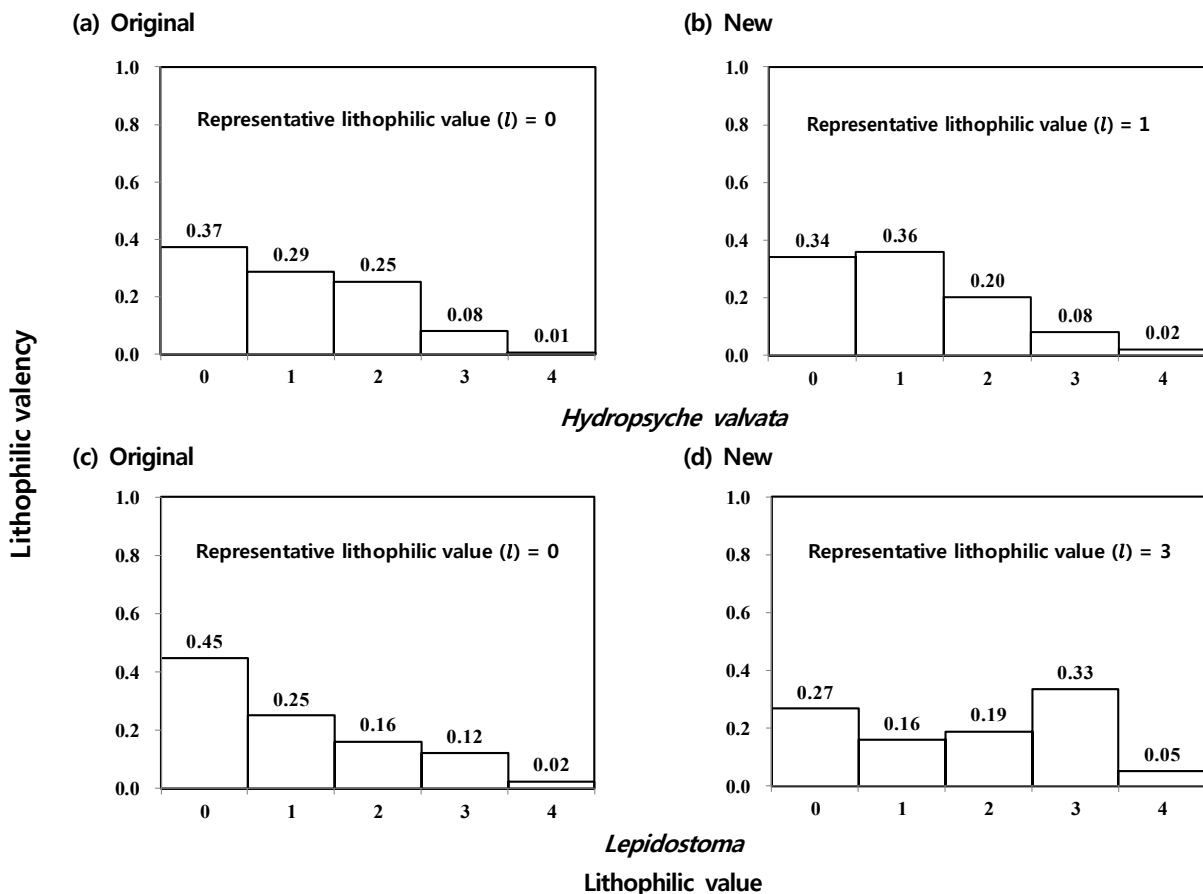 (a) Original
(b) New
1.0
0.8
0.6
0.4
0.2
0.0
Representative lithophilic value (l) = 0
0.37
0.29
0.25
0.08
0.01
0 1 2 3 4
1.0
0.8
0.6
0.4
0.2
0.0
Representative lithophilic value (l) = 1
0.34
0.36
0.20
0.08
0.02
0 1 2 3 4
Hydropsyche valvata
Lithophilic valency
(c) Original
(d) New
1.0
0.8
0.6
0.4
0.2
0.0
Representative lithophilic value (l) = 0
0.45
0.25
0.16
0.12
0.02
0 1 2 3 4
1.0
0.8
0.6
0.4
0.2
0.0
Representative lithophilic value (l) = 3
0.27
0.16
0.19
0.33
0.05
0 1 2 3 4
Lepidostoma
Lithophilic value